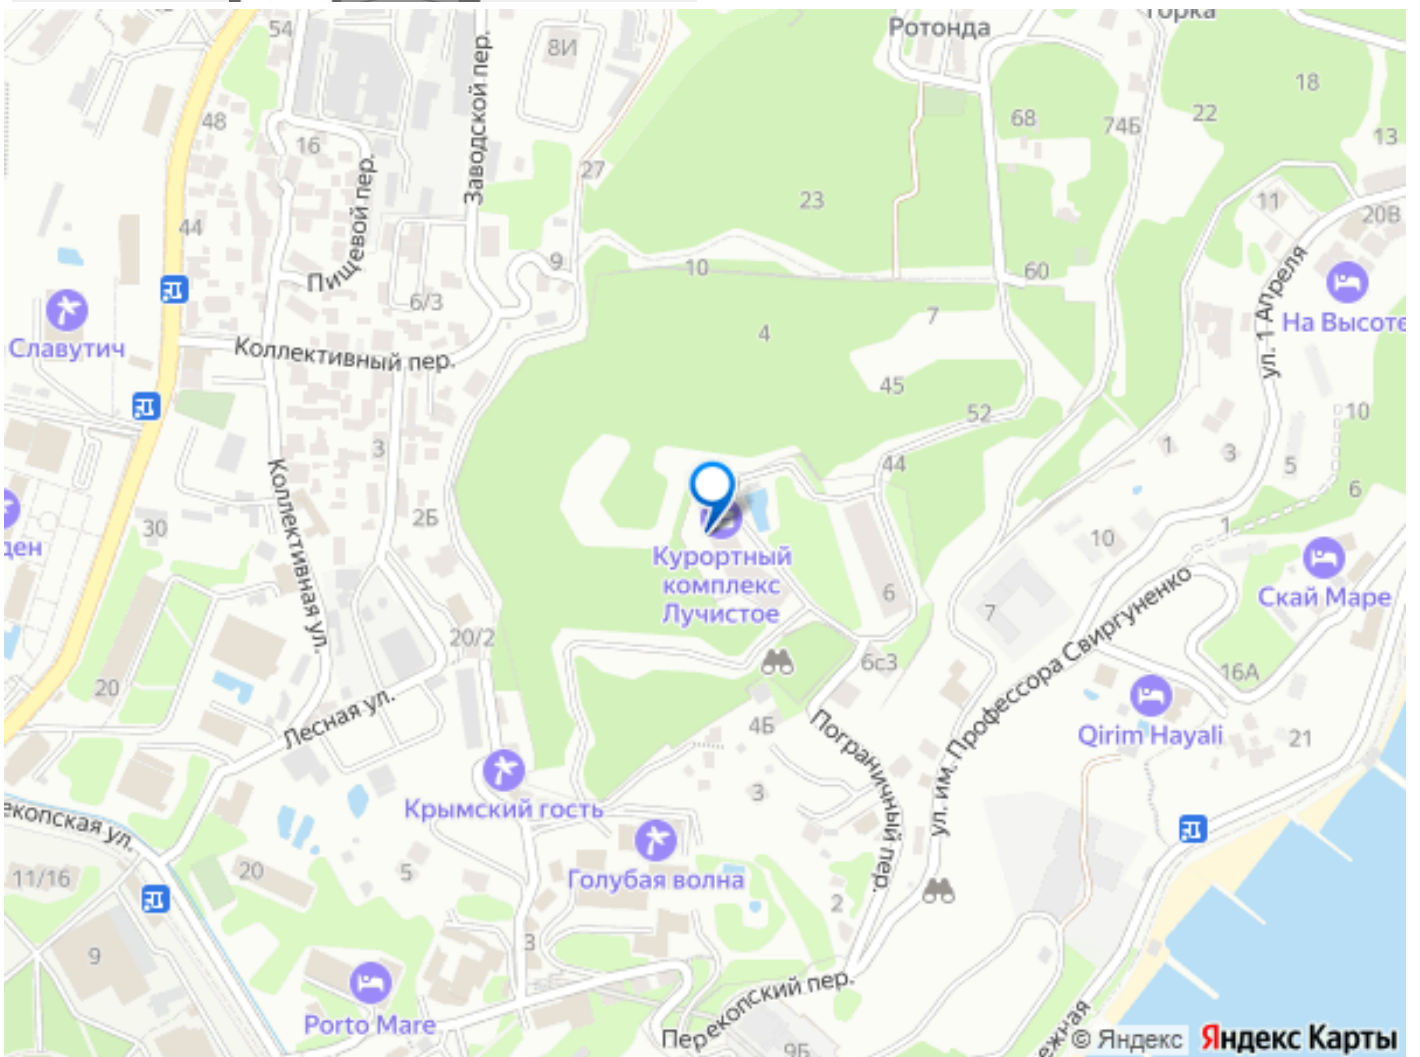 Ротонда
Горка
54
8И
Заводской пер.
18
22
68
74Б
13
48
16
27
Пищевой пер.
23
11
20В
44
9
10
60
ул. 1 Апреля
6/3
7
4
На Высоте
Славутич
Коллективный пер.
45
52
10
3
1
3
5
44
6
Коллективная ул.
2Б
30
1
10
ден
Курортный
комплекс
Лучистое
6
7
Скай Маре
20/2
6с3
16А
20
Лесная ул.
4Б
Пограничный пер.
ул. им. Профессора Свиргуненко
Qirim Hayali
21
3
Крымский гость
екопская ул.
Голубая волна
11/16
20
5
2
9
3
Перекопский пер.
Porto Mare
9Б
ежная
© Яндекс Яндекс Карты